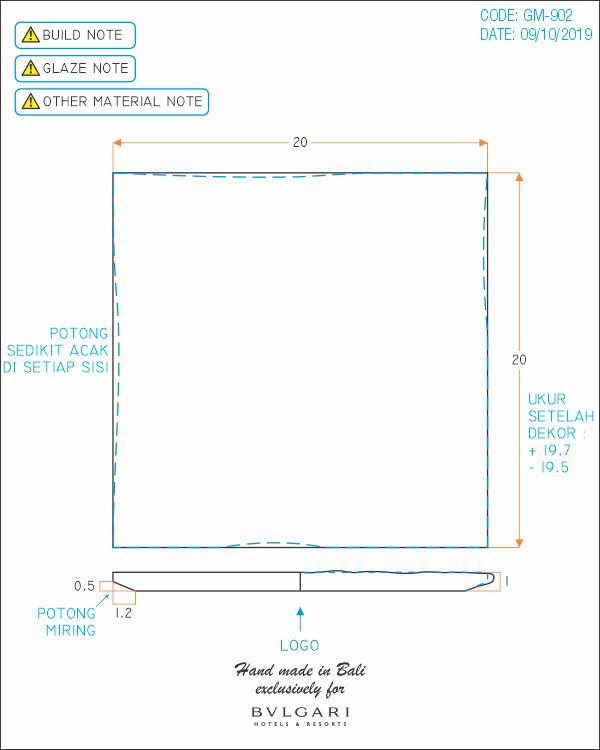 CODE: GM-902
DATE: 09/10/2019
BUILD NOTE
GLAZE NOTE
OTHER MATERIAL NOTE
20
POTONG
SEDIKIT ACAK
DI SETIAP SISI
20
UKUR
SETELAH
DEKOR :
+ 19.7
- 19.5
0.5
1.2
1
POTONG
MIRING
LOGO
Hand made in Bali
exclusively for
BVLGARI
HOTELS & RESORTS